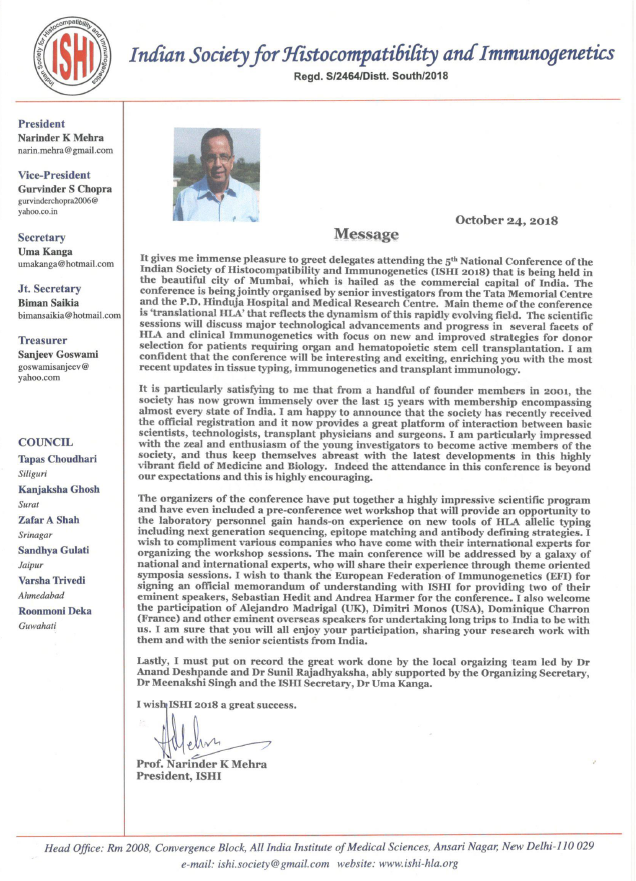 Indian Society for Histocompatibility and Immunogenetics
ISHI
Indian Society for Histocompatibility and Immunogenetics
Regd. S/2464/Distt. South/2018
President
Narinder K Mehra
narin.mehra@gmail.com
Vice-President
Gurvinder S Chopra
gurvinderchopra2006@
yahoo.co.in
Secretary
Uma Kanga
umakanga@hotmail.com
Jt. Secretary
Biman Saikia
bimansaikia@hotmail.com
Treasurer
Sanjeev Goswami
goswamisanjeev@
yahoo.com
COUNCIL
Tapas Choudhari
Siliguri
Kanjaksha Ghosh
Surat
Zafar A Shah
Srinagar
Sandhya Gulati
Jaipur
Varsha Trivedi
Ahmedabad
Roonmoni Deka
Guwahati
October 24, 2018
Message
It gives me immense pleasure to greet delegates attending the 5th National Conference of the
Indian Society of Histocompatibility and Immunogenetics (ISHI 2018) that is being held in
the beautiful city of Mumbai, which is hailed as the commercial capital of India. The
conference is being jointly organised by senior investigators from the Tata Memorial Centre
and the P.D. Hinduja Hospital and Medical Research Centre. Main theme of the conference
is 'translational HLA' that reflects the dynamism of this rapidly evolving field. The scientific
sessions will discuss major technological advancements and progress in several facets of
HLA and clinical Immunogenetics with focus on new and improved strategies for donor
selection for patients requiring organ and hematopoietic stem cell transplantation. I am
confident that the conference will be interesting and exciting, enriching you with the most
recent updates in tissue typing, immunogenetics and transplant immunology.
It is particularly satisfying to me that from a handful of founder members in 2001, the
society has now grown immensely over the last 15 years with membership encompassing
almost every state of India. I am happy to announce that the society has recently received
the official registration and it now provides a great platform of interaction between basic
scientists, technologists, transplant physicians and surgeons. I am particularly impressed
with the zeal and enthusiasm of the young investigators to become active members of the
society, and thus keep themselves abreast with the latest developments in this highly
vibrant field of Medicine and Biology. Indeed the attendance in this conference is beyond
our expectations and this is highly encouraging.
The organizers of the conference have put together a highly impressive scientific program
and have even included a pre-conference wet workshop that will provide an opportunity to
the laboratory personnel gain hands-on experience on new tools of HLA allelic typing
including next generation sequencing, epitope matching and antibody defining strategies. I
wish to compliment various companies who have come with their international experts for
organizing the workshop sessions. The main conference will be addressed by a galaxy of
national and international experts, who will share their experience through theme oriented
symposia sessions. I wish to thank the European Federation of Immunogenetics (EFI) for
signing an official memorandum of understanding with ISHI for providing two of their
eminent speakers, Sebastian Hedit and Andrea Harmer for the conference. I also welcome
the participation of Alejandro Madrigal (UK), Dimitri Monos (USA), Dominique Charron
(France) and other eminent overseas speakers for undertaking long trips to India to be with
us. I am sure that you will all enjoy your participation, sharing your research work with
them and with the senior scientists from India.
Lastly, I must put on record the great work done by the local orgaizing team led by Dr
Anand Deshpande and Dr Sunil Rajadhyaksha, ably supported by the Organizing Secretary,
Dr Meenakshi Singh and the ISHI Secretary, Dr Uma Kanga.
I wish ISHI 2018 a great success.
Prof. Narinder K Mehra
President, ISHI
Head Office: Rm 2008, Convergence Block, All India Institute of Medical Sciences, Ansari Nagar, New Delhi-110 029
e-mail: ishi.society@gmail.com website: www.ishi-hla.org